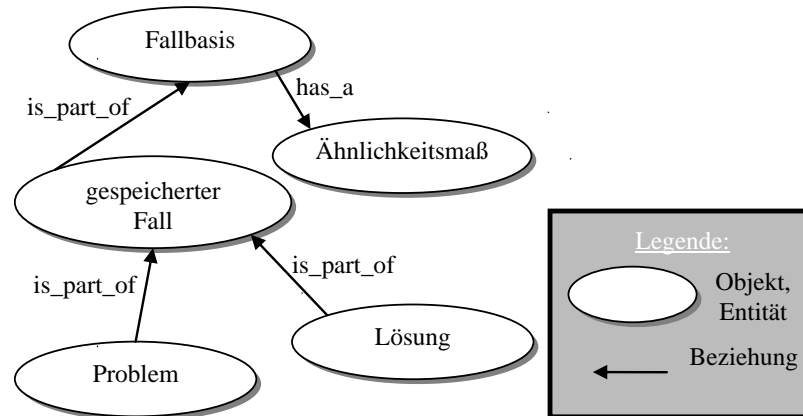 Fallbasis
has_a
is_part_of
Ähnlichkeitsmaß
gespeicherter
Fall
is_part_of
is_part_of
Lösung
Problem
Legende:
Objekt,
Entität
Beziehung